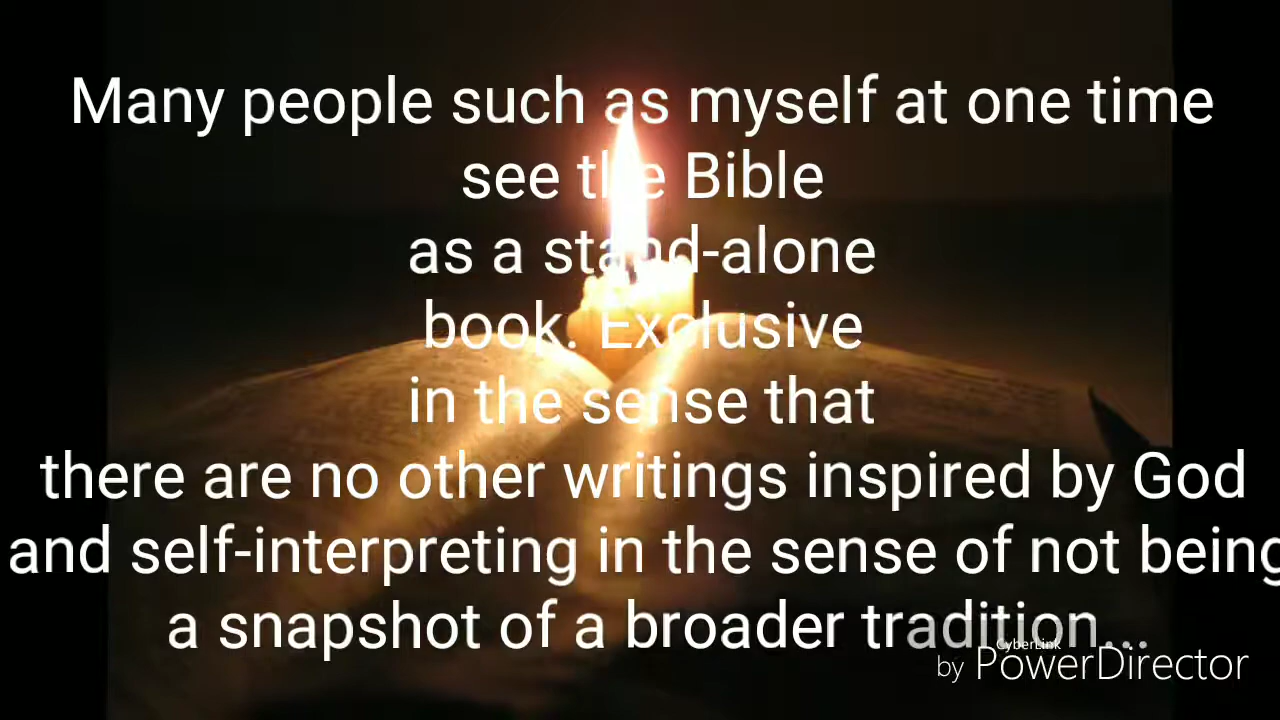 Many people such as myself at one time
see the Bible
as a stand-alone
book. Exclusive
in the sense that
there are no other writings inspired by God
and self-interpreting in the sense of not being
a snapshot of a broader tradition...
CyberLink
by PowerDirector